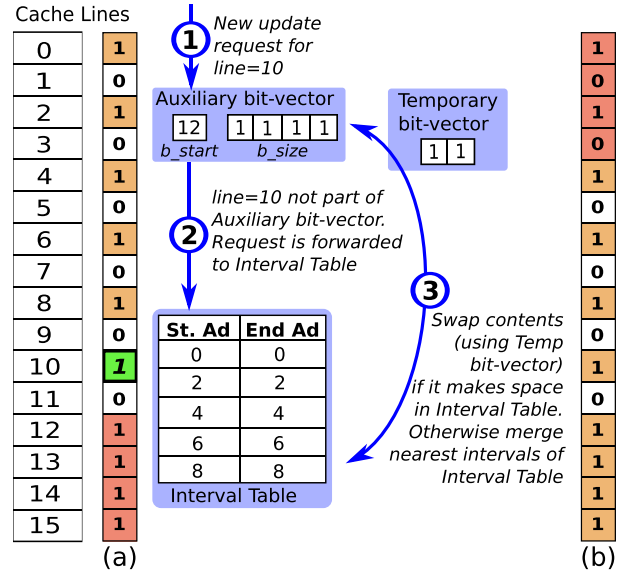 Cache Lines
0
1
2
3
4
5
6
7
8
9
10
11
12
13
14
15
1
0
1
0
1
0
1
0
1
0
1
0
1
1
1
1
(a)
1
New update
request for
line=10
Auxiliary bit-vector
12
1 1 1 1
b_start
b_size
Temporary
bit-vector
1 1
2
line=10 not part of
Auxiliary bit-vector.
Request is forwarded
to Interval Table
St. Ad End Ad
0 0
2 2
4 4
6 6
8 8
Interval Table
3
Swap contents
(using Temp
bit-vector)
if it makes space
in Interval Table.
Otherwise merge
nearest intervals of
Interval Table
1
0
1
0
1
0
1
0
1
0
1
0
1
1
1
1
(b)